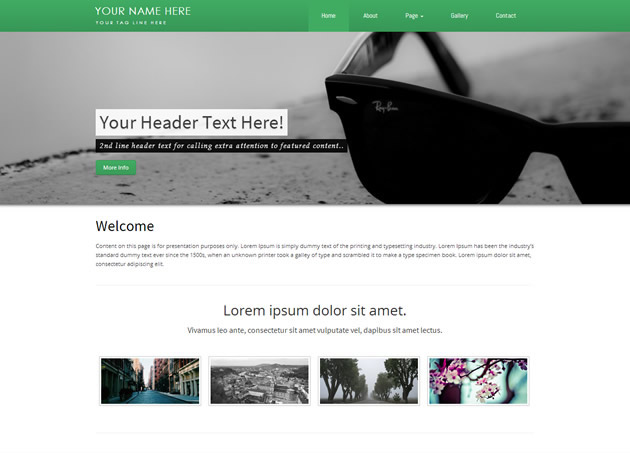 YOUR NAME HERE
YOUR TAG LINE HERE
Home About Page Gallery Contact
Ray-Ban
Your Header Text Here!
2nd line header text for calling extra attention to featured content..
More Info
Welcome
Content on this page is for presentation purposes only. Lorem Ipsum is simply dummy text of the printing and typesetting industry. Lorem Ipsum has been the industry's
standard dummy text ever since the 1500s, when an unknown printer took a galley of type and scrambled it to make a type specimen book. Lorem ipsum dolor sit amet,
consectetur adipiscing elit.
Lorem ipsum dolor sit amet.
Vivamus leo ante, consectetur sit amet vulputate vel, dapibus sit amet lectus.